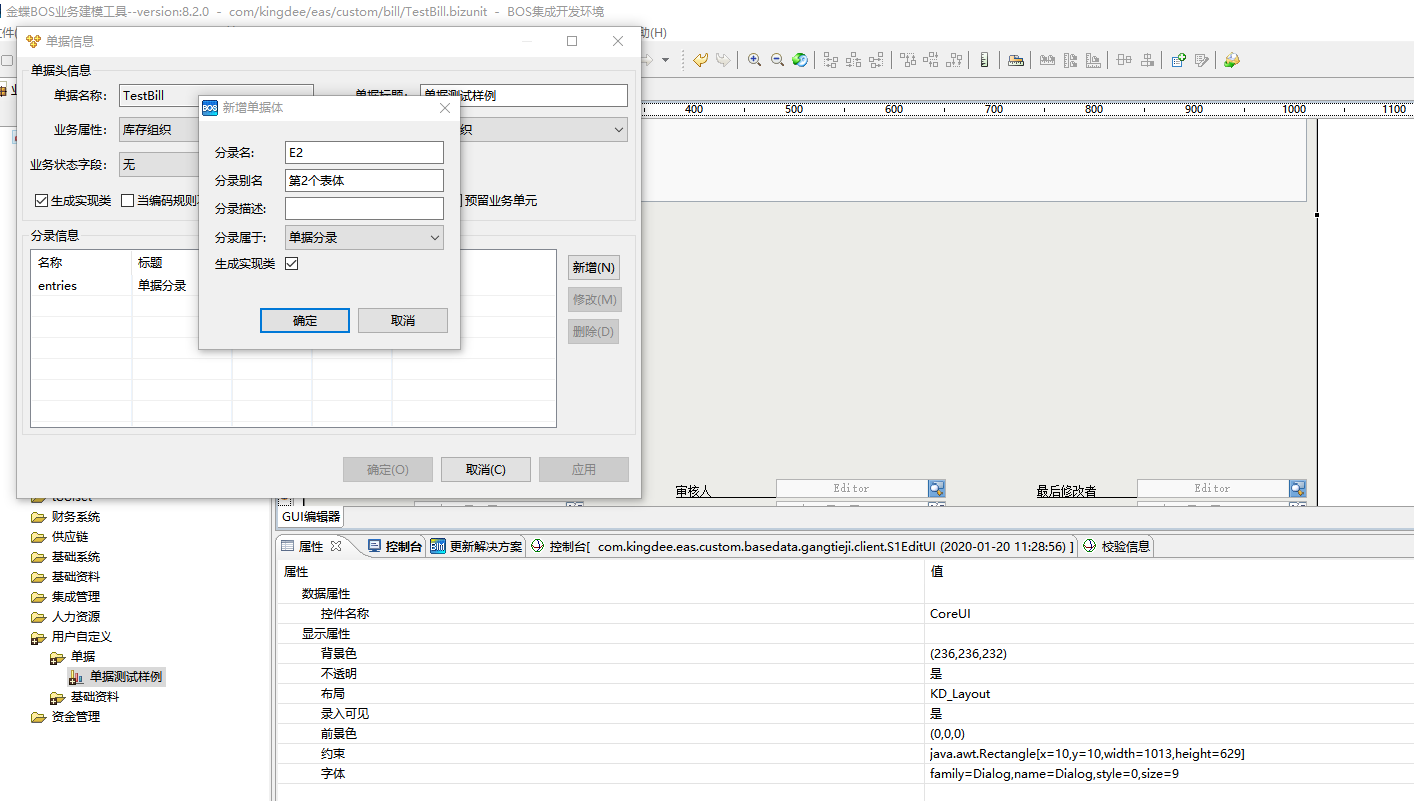 金蝶BOS业务建模工具--version:8.2.0 - com/kingdee/eas/custom/bill/TestBill.bizunit - BOS集成开发环境
助(H)
单据信息
单据头信息
单据名称: TestBill 单据标题: 单据测试样例
业务属性: 库存组织 织
业务状态字段: 无
生成实现类 当编码规则 预留业务单元
分录信息
名称 标题
entries 单据分录
新增(N)
修改(M)
删除(D)
确定(O) 取消(C) 应用
BOS 新增单据体
分录名: E2
分录别名 第2个表体
分录描述:
分录属于: 单据分录
生成实现类
确定 取消
400 500 600 700 800 900 1000 1100
审核人 Editor 最后修改者 Editor
GUI编辑器
toolset
财务系统
供应链
基础系统
基础资料
集成管理
人力资源
用户自定义
单据
单据测试样例
基础资料
资金管理
属性 控制台 BIM 更新解决方案 控制台[ com.kingdee.eas.custom.basedata.gangtieji.client.S1EditUI (2020-01-20 11:28:56) ] 校验信息
属性 值
数据属性
控件名称 CoreUI
显示属性
背景色 (236,236,232)
不透明 是
布局 KD_Layout
录入可见 是
前景色 (0,0,0)
约束 java.awt.Rectangle[x=10,y=10,width=1013,height=629]
字体 family=Dialog,name=Dialog,style=0,size=9